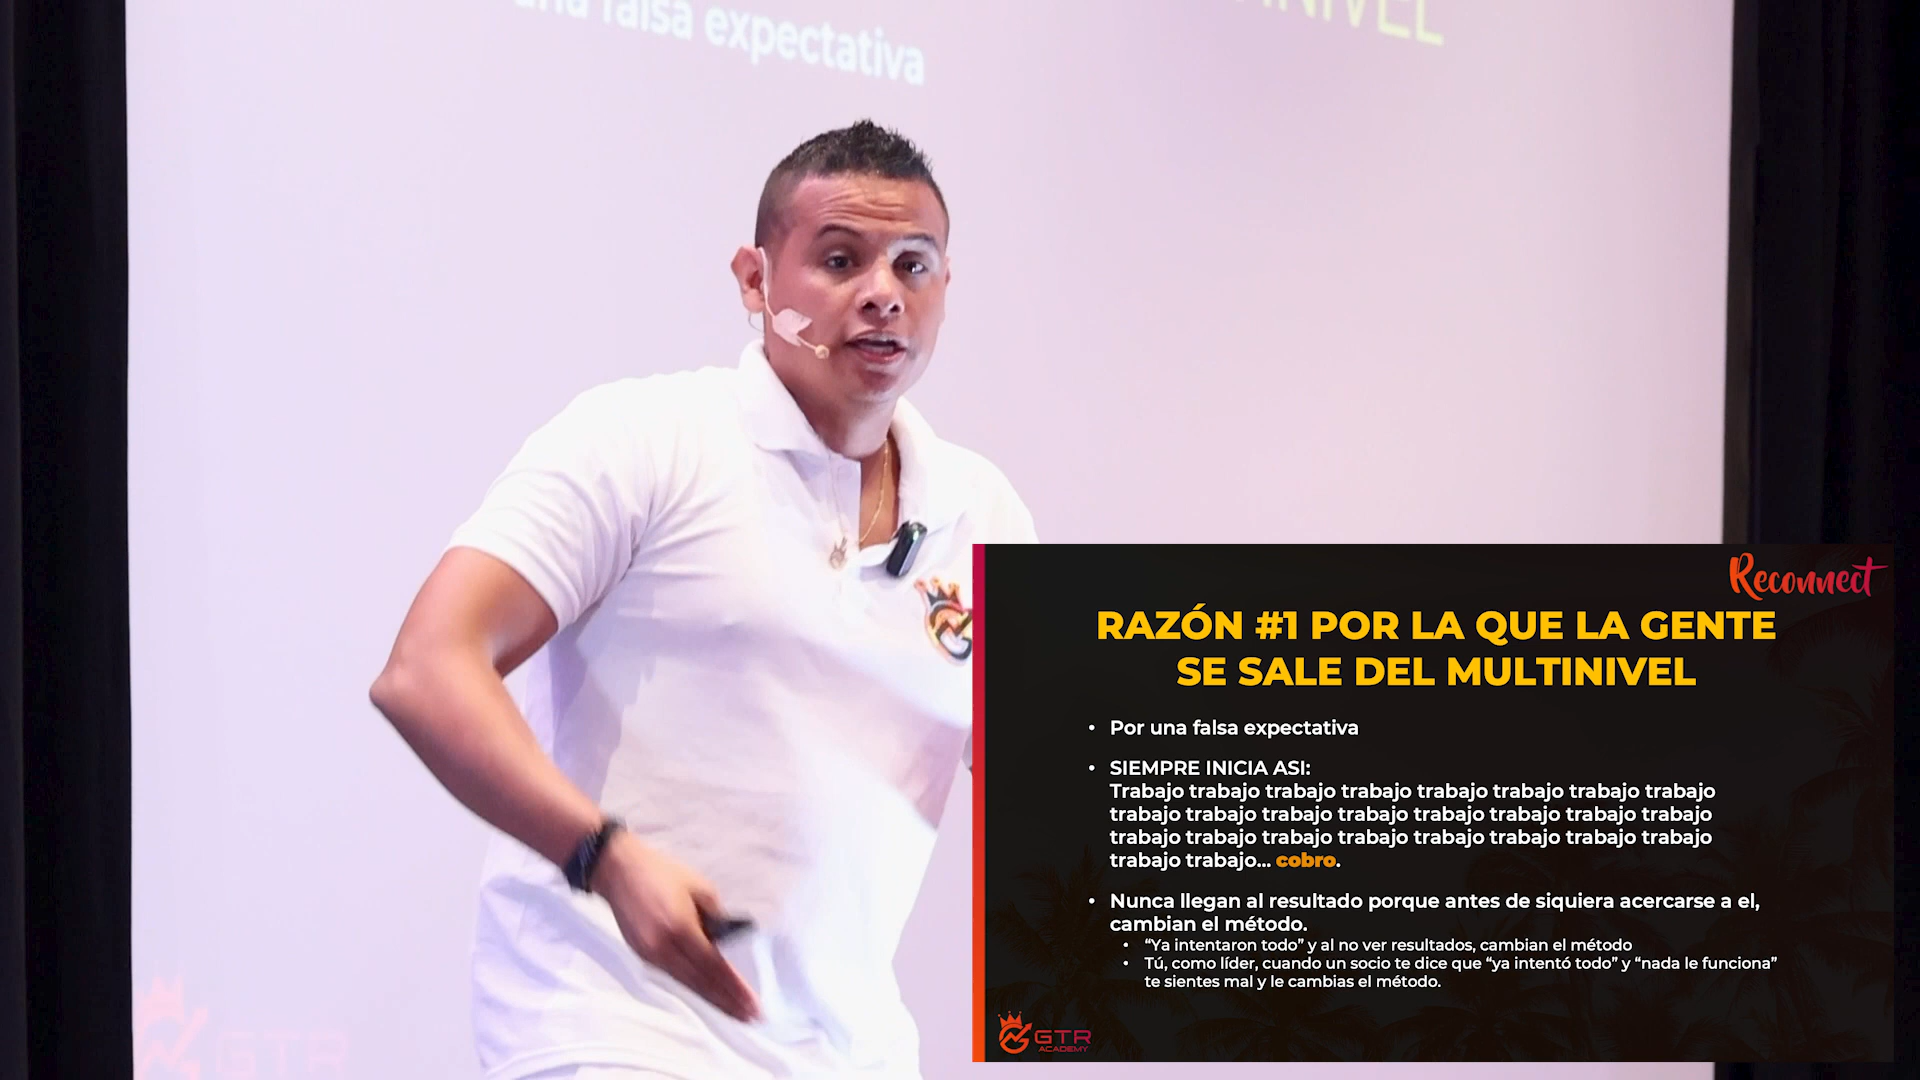 una falsa expectativa
Reconnect
RAZÓN #1 POR LA QUE LA GENTE
SE SALE DEL MULTINIVEL
• Por una falsa expectativa
• SIEMPRE INICIA ASI:
Trabajo trabajo trabajo trabajo trabajo trabajo trabajo trabajo
trabajo trabajo trabajo trabajo trabajo trabajo trabajo trabajo
trabajo trabajo trabajo trabajo trabajo trabajo trabajo trabajo
trabajo trabajo... cobro.
• Nunca llegan al resultado porque antes de siquiera acercarse a el,
cambian el método.
• “Ya intentaron todo” y al no ver resultados, cambian el método
• Tú, como líder, cuando un socio te dice que “ya intentó todo” y “nada le funciona”
te sientes mal y le cambias el método.
GTR
ACADEMY
GTR